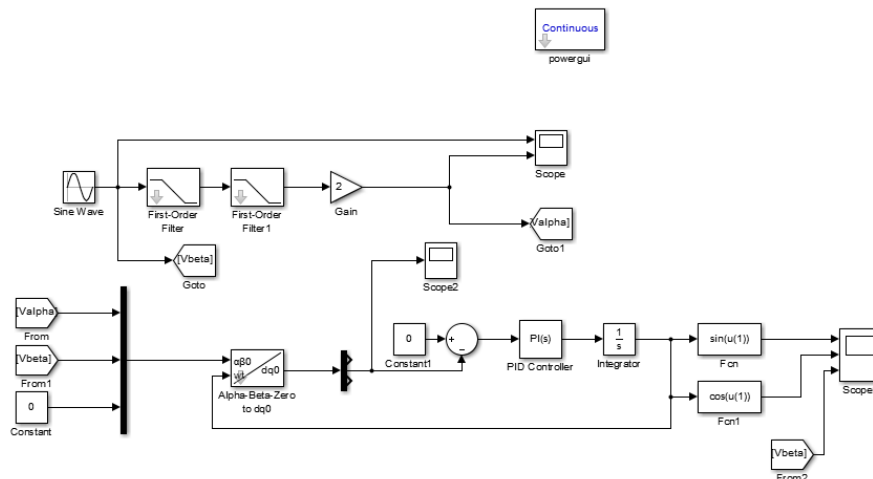 Continuous
powergui
Sine Wave
First-Order
Filter
First-Order
Filter1
2
Gain
Scope
[Vbeta]
Goto
Valpha]
Goto1
Scope2
[Valpha]
From
[Vbeta]
From1
0
Constant
αβ0
wt
dq0
Alpha-Beta-Zero
to dq0
0
Constant1
+
−
PI(s)
PID Controller
1
s
Integrator
sin(u(1))
Fcn
cos(u(1))
Fcn1
Scope
[Vbeta]
From2